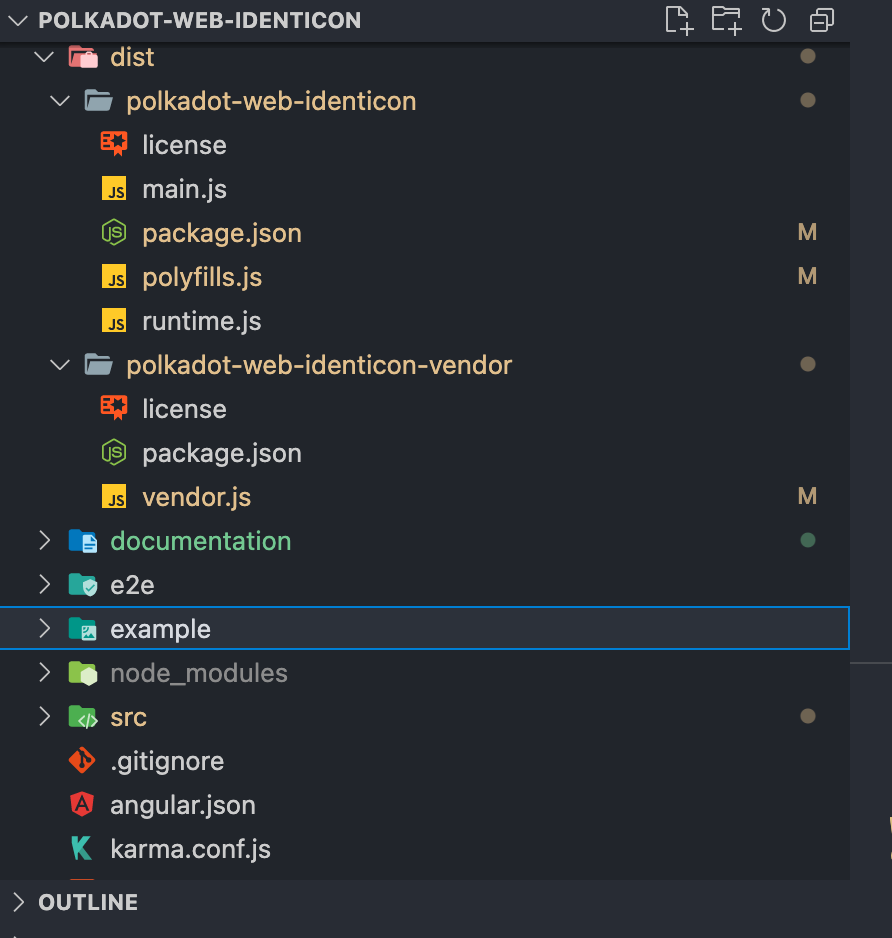 POLKADOT-WEB-IDENTICON
dist
polkadot-web-identicon
license
JS main.js
JS package.json M
JS polyfills.js M
JS runtime.js
polkadot-web-identicon-vendor
license
JS package.json
JS vendor.js M
documentation
e2e
example
node_modules
src
.gitignore
A angular.json
K karma.conf.js
OUTLINE